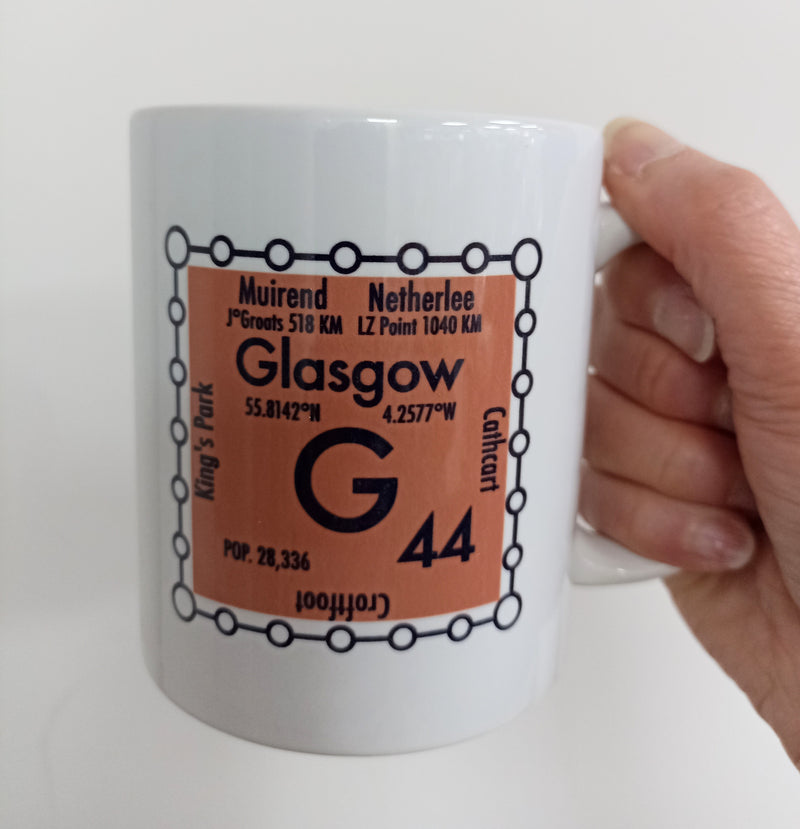 Muirend Netherlee
J°Groats 518 KM LZ Point 1040 KM
Glasgow
55.8142°N 4.2577°W
King's Park
Cathcart
G
44
POP. 28,336
Croftfoot